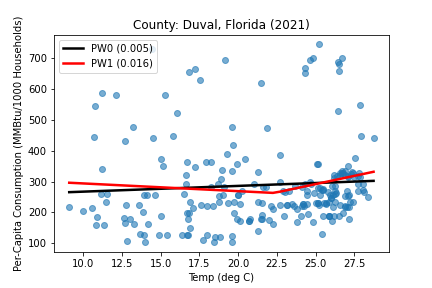 County: Duval, Florida (2021)
Per-Capita Consumption (MMBtu/1000 Households)
PW0 (0.005)
PW1 (0.016)
700
600
500
400
300
200
100
10.0 12.5 15.0 17.5 20.0 22.5 25.0 27.5
Temp (deg C)